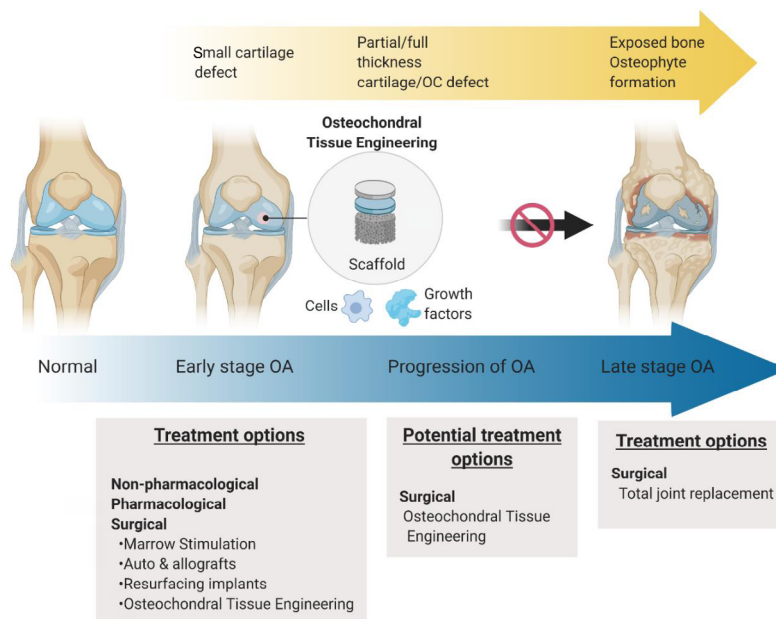 Small cartilage
defect
Partial/full
thickness
cartilage/OC defect
Exposed bone
Osteophyte
formation
Osteochondral
Tissue Engineering
Scaffold
Cells
Growth
factors
Normal
Early stage OA
Progression of OA
Late stage OA
Treatment options
Non-pharmacological
Pharmacological
Surgical
•Marrow Stimulation
•Auto & allografts
•Resurfacing implants
•Osteochondral Tissue Engineering
Potential treatment
options
Surgical
Osteochondral Tissue
Engineering
Treatment options
Surgical
Total joint replacement